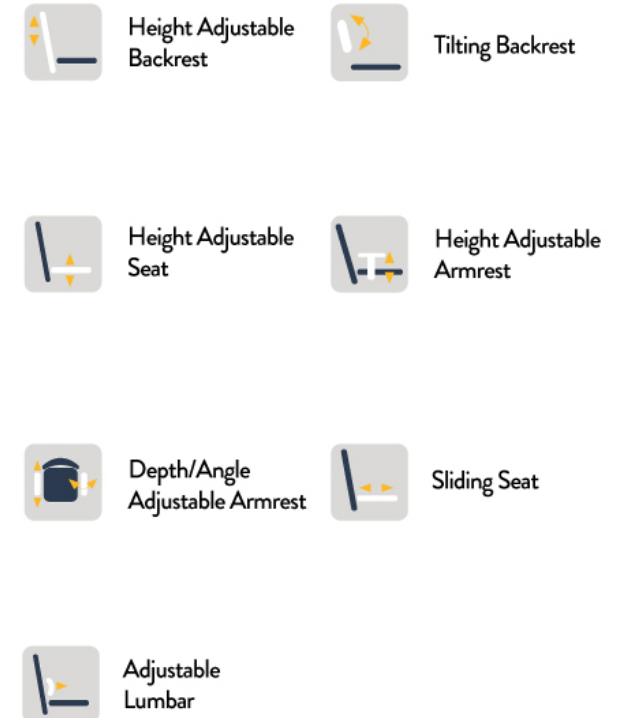 Height Adjustable
Backrest
Tilting Backrest
Height Adjustable
Seat
Height Adjustable
Armrest
Depth/Angle
Adjustable Armrest
Sliding Seat
Adjustable
Lumbar